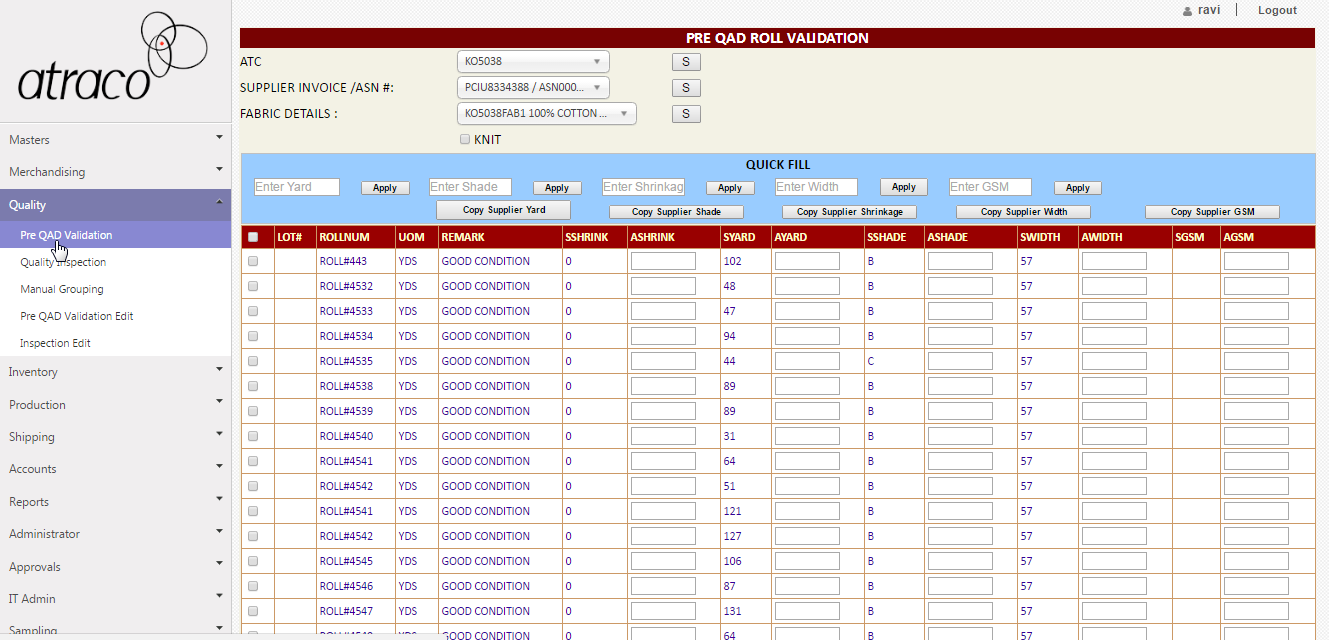 ravi | Logout
atraco
Masters
Merchandising
Quality
Pre QAD Validation
Quality Inspection
Manual Grouping
Pre QAD Validation Edit
Inspection Edit
Inventory
Production
Shipping
Accounts
Reports
Administrator
Approvals
IT Admin
Sampling
PRE QAD ROLL VALIDATION
ATC KO5038 S
SUPPLIER INVOICE /ASN #: PCIU8334388 / ASN000... S
FABRIC DETAILS : KO5038FAB1 100% COTTON ... S
KNIT
QUICK FILL
Enter Yard Apply Enter Shade Apply Enter Shrinkag Apply Enter Width Apply Enter GSM Apply
Copy Supplier Yard Copy Supplier Shade Copy Supplier Shrinkage Copy Supplier Width Copy Supplier GSM
LOT# ROLLNUM UOM REMARK SSHRINK ASHRINK SYARD AYARD SSHADE ASHADE SWIDTH AWIDTH SGSM AGSM
ROLL#443 YDS GOOD CONDITION 0 102 B 57
ROLL#4532 YDS GOOD CONDITION 0 48 B 57
ROLL#4533 YDS GOOD CONDITION 0 47 B 57
ROLL#4534 YDS GOOD CONDITION 0 94 B 57
ROLL#4535 YDS GOOD CONDITION 0 44 C 57
ROLL#4538 YDS GOOD CONDITION 0 89 B 57
ROLL#4539 YDS GOOD CONDITION 0 89 B 57
ROLL#4540 YDS GOOD CONDITION 0 31 B 57
ROLL#4541 YDS GOOD CONDITION 0 64 B 57
ROLL#4542 YDS GOOD CONDITION 0 51 B 57
ROLL#4541 YDS GOOD CONDITION 0 121 B 57
ROLL#4542 YDS GOOD CONDITION 0 127 B 57
ROLL#4545 YDS GOOD CONDITION 0 106 B 57
ROLL#4546 YDS GOOD CONDITION 0 87 B 57
ROLL#4547 YDS GOOD CONDITION 0 131 B 57
YDS GOOD CONDITION 0 64 B 57